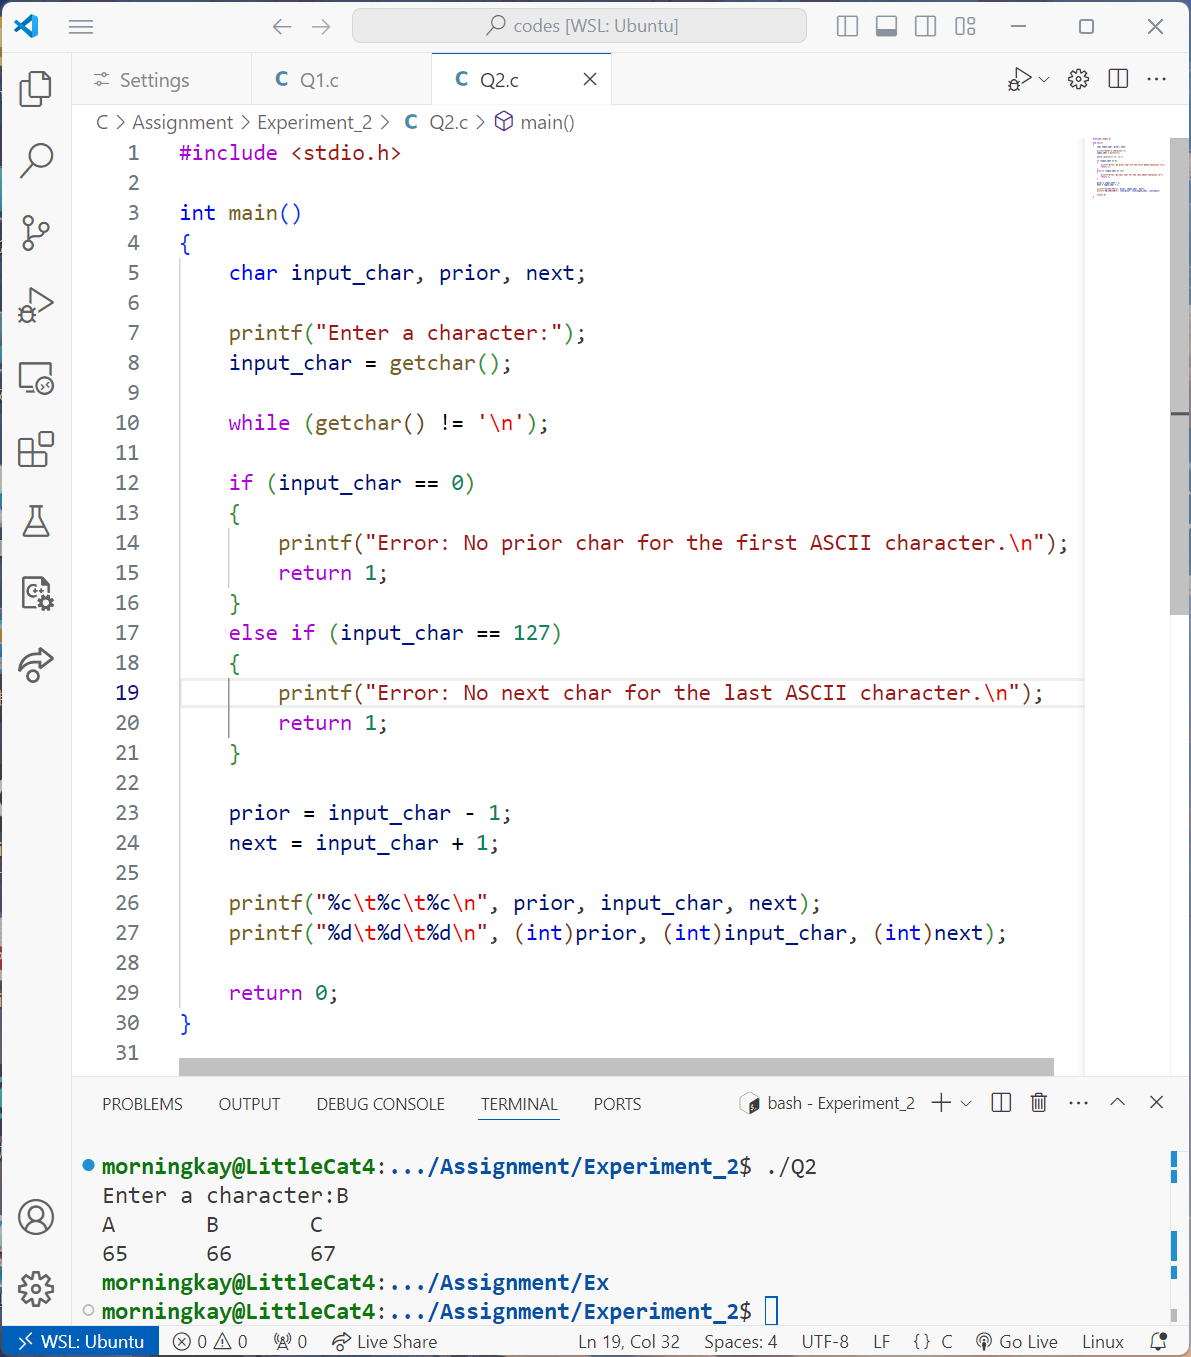 codes [WSL: Ubuntu]
Settings
C Q1.c
C Q2.c
C > Assignment > Experiment_2 > C Q2.c > main()
1 #include <stdio.h>
2
3 int main()
4 {
5     char input_char, prior, next;
6
7     printf("Enter a character:");
8     input_char = getchar();
9
10     while (getchar() != '\n');
11
12     if (input_char == 0)
13     {
14         printf("Error: No prior char for the first ASCII character.\n");
15         return 1;
16     }
17     else if (input_char == 127)
18     {
19         printf("Error: No next char for the last ASCII character.\n");
20         return 1;
21     }
22
23     prior = input_char - 1;
24     next = input_char + 1;
25
26     printf("%c\t%c\t%c\n", prior, input_char, next);
27     printf("%d\t%d\t%d\n", (int)prior, (int)input_char, (int)next);
28
29     return 0;
30 }
31
PROBLEMS OUTPUT DEBUG CONSOLE TERMINAL PORTS bash - Experiment_2
morningkay@LittleCat4:.../Assignment/Experiment_2$ ./Q2
Enter a character:B
A B C
65 66 67
morningkay@LittleCat4:.../Assignment/Ex
morningkay@LittleCat4:.../Assignment/Experiment_2$
WSL: Ubuntu 0 0 0 Live Share Ln 19, Col 32 Spaces: 4 UTF-8 LF {} C Go Live Linux